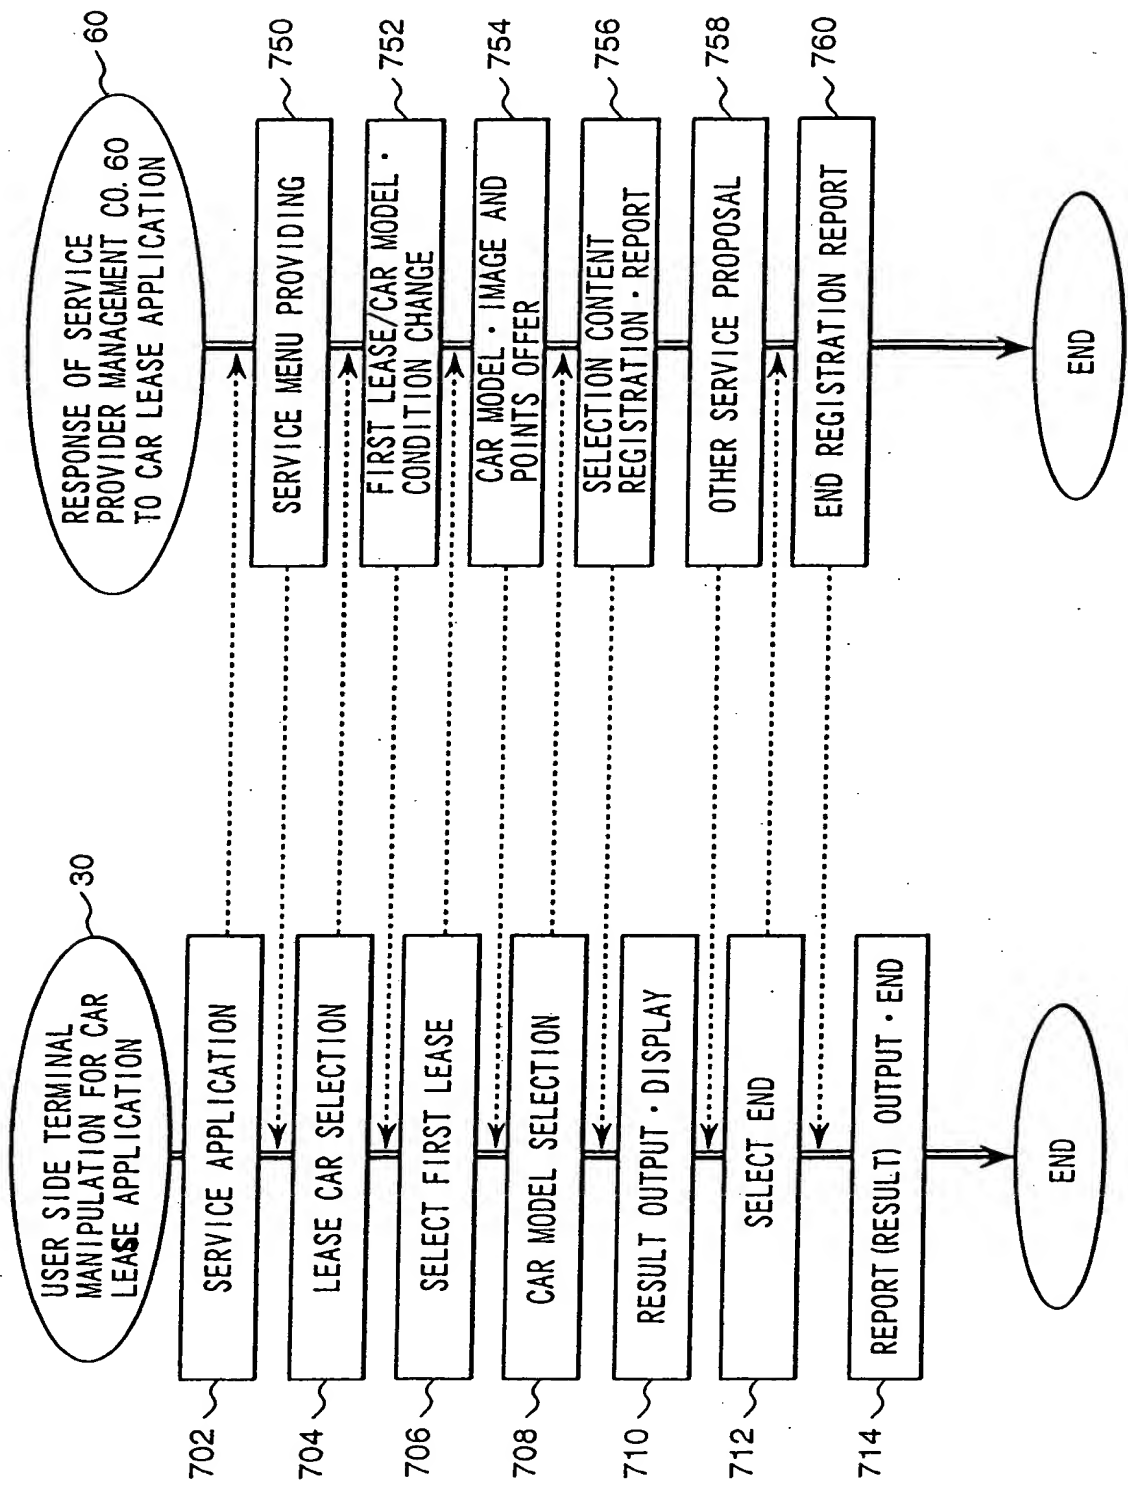 USER SIDE TERMINAL
MANIPULATION FOR CAR
LEASE APPLICATION
30
702
SERVICE APPLICATION
704
LEASE CAR SELECTION
706
SELECT FIRST LEASE
708
CAR MODEL SELECTION
710
RESULT OUTPUT・DISPLAY
712
SELECT END
714
REPORT (RESULT) OUTPUT・END
END
RESPONSE OF SERVICE
PROVIDER MANAGEMENT CO. 60
TO CAR LEASE APPLICATION
60
SERVICE MENU PROVIDING
750
FIRST LEASE/CAR MODEL・
CONDITION CHANGE
752
CAR MODEL・IMAGE AND
POINTS OFFER
754
SELECTION CONTENT
REGISTRATION・REPORT
756
OTHER SERVICE PROPOSAL
758
END REGISTRATION REPORT
760
END